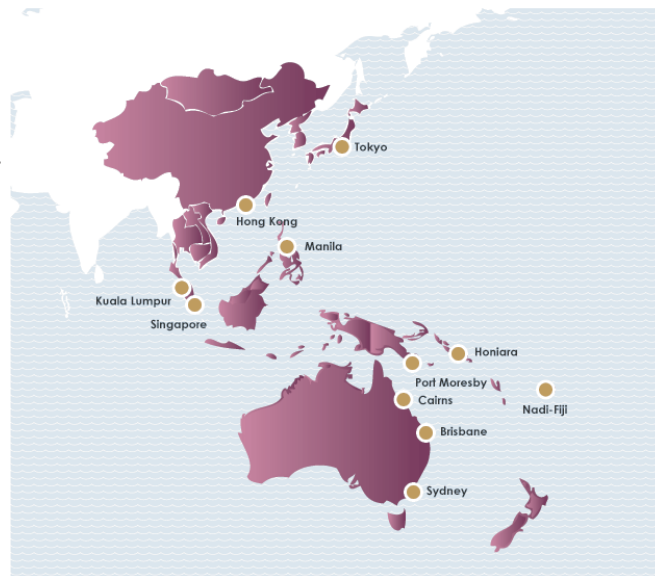 Tokyo
Hong Kong
Manila
Kuala Lumpur
Singapore
Honiara
Port Moresby
Cairns
Nadi-Fiji
Brisbane
Sydney